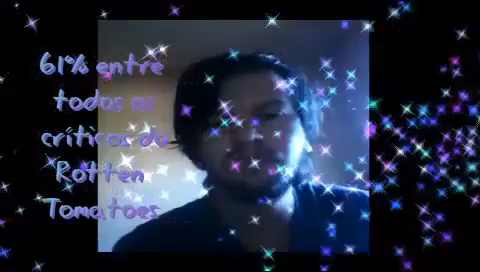 61% entre
todos os
críticos do
Rotten
Tomatoes